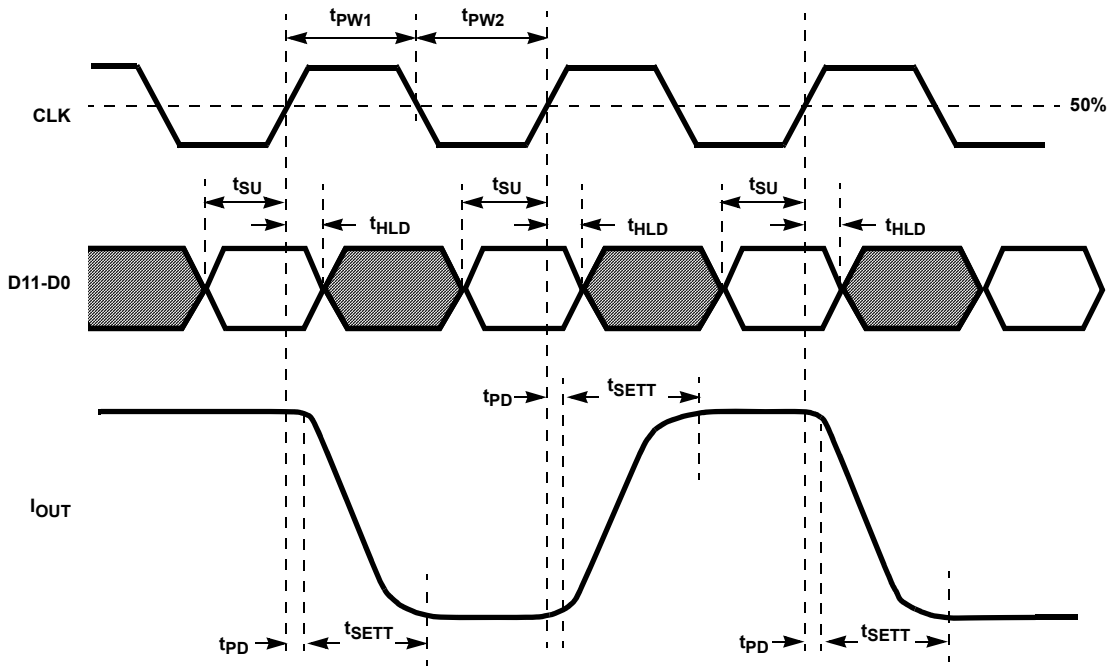 tPW1 tPW2
CLK
50%
tSU tSU tSU
tHLD tHLD tHLD
D11-D0
tPD tSETT
IOUT
tPD tSETT tPD tSETT